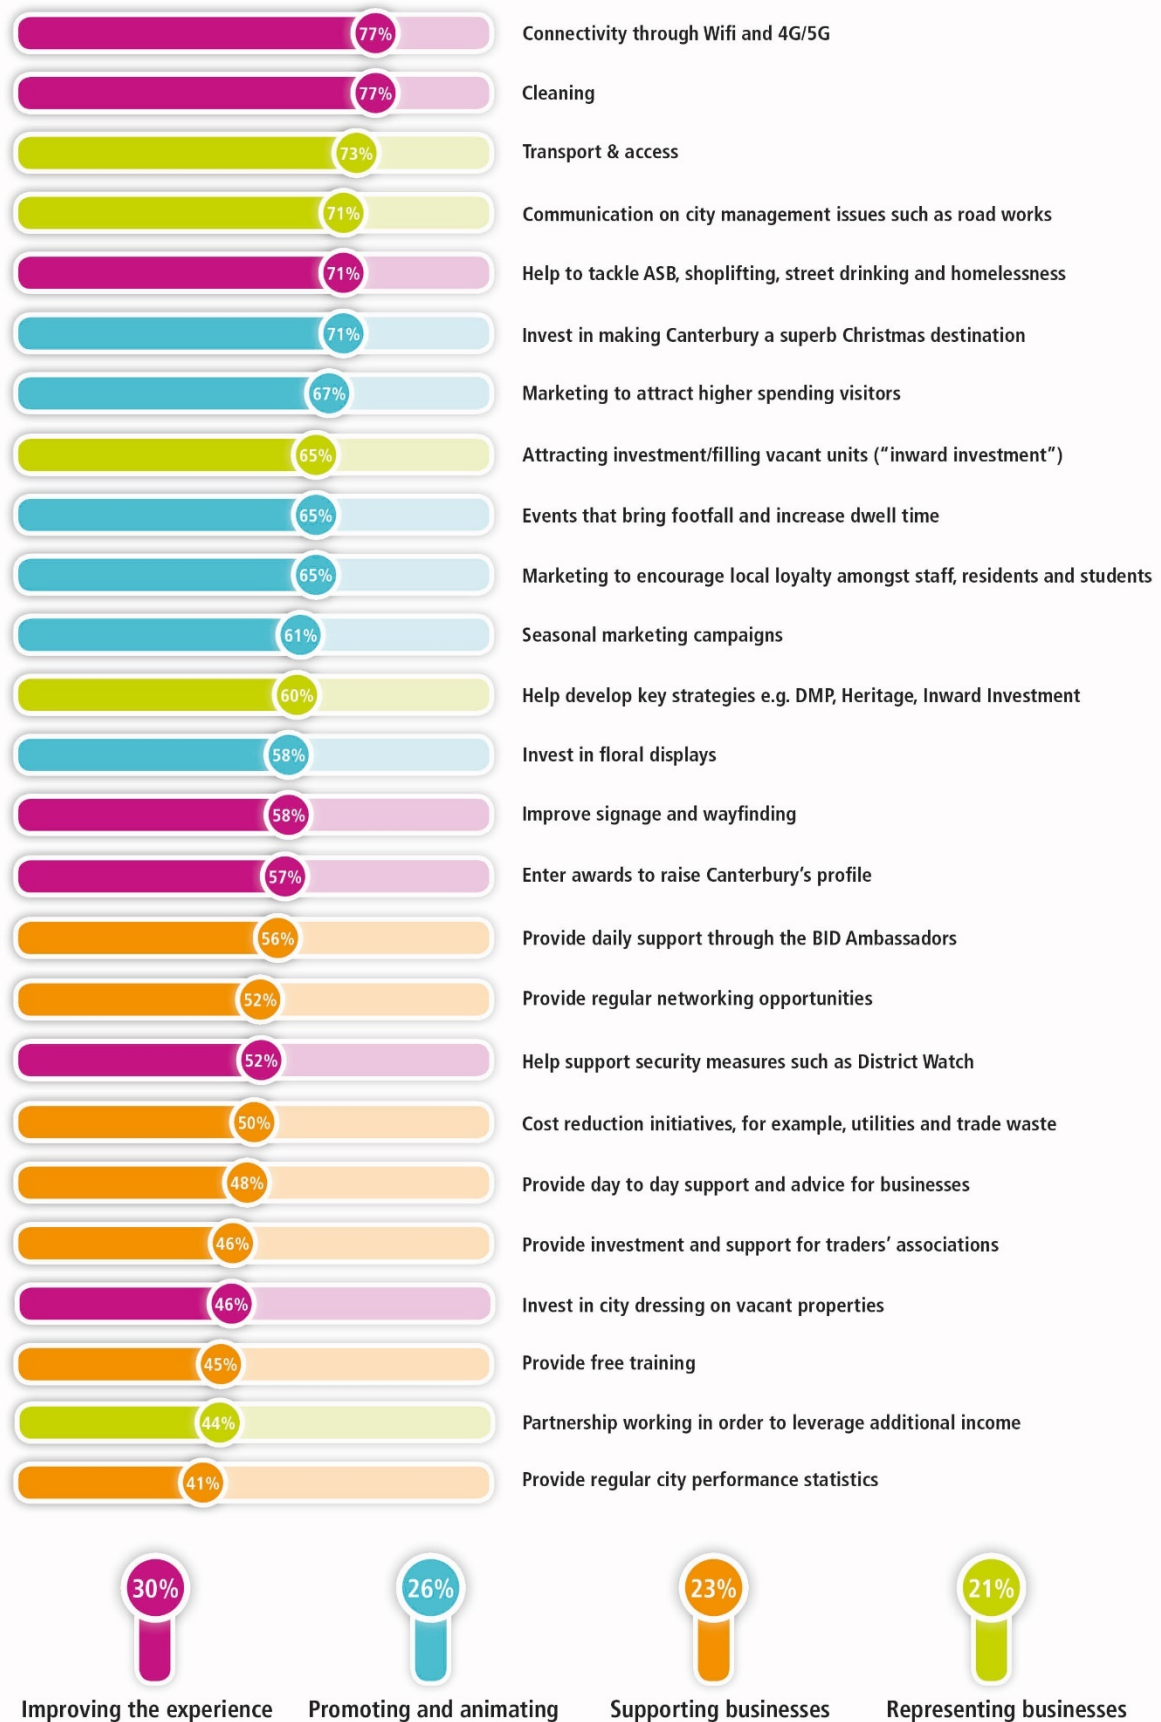 77% Connectivity through Wifi and 4G/5G
77% Cleaning
73% Transport & access
71% Communication on city management issues such as road works
71% Help to tackle ASB, shoplifting, street drinking and homelessness
71% Invest in making Canterbury a superb Christmas destination
67% Marketing to attract higher spending visitors
65% Attracting investment/filling vacant units (“inward investment”)
65% Events that bring footfall and increase dwell time
65% Marketing to encourage local loyalty amongst staff, residents and students
61% Seasonal marketing campaigns
60% Help develop key strategies e.g. DMP, Heritage, Inward Investment
58% Invest in floral displays
58% Improve signage and wayfinding
57% Enter awards to raise Canterbury’s profile
56% Provide daily support through the BID Ambassadors
52% Provide regular networking opportunities
52% Help support security measures such as District Watch
50% Cost reduction initiatives, for example, utilities and trade waste
48% Provide day to day support and advice for businesses
46% Provide investment and support for traders’ associations
46% Invest in city dressing on vacant properties
45% Provide free training
44% Partnership working in order to leverage additional income
41% Provide regular city performance statistics
30% 26% 23% 21%
Improving the experience Promoting and animating Supporting businesses Representing businesses